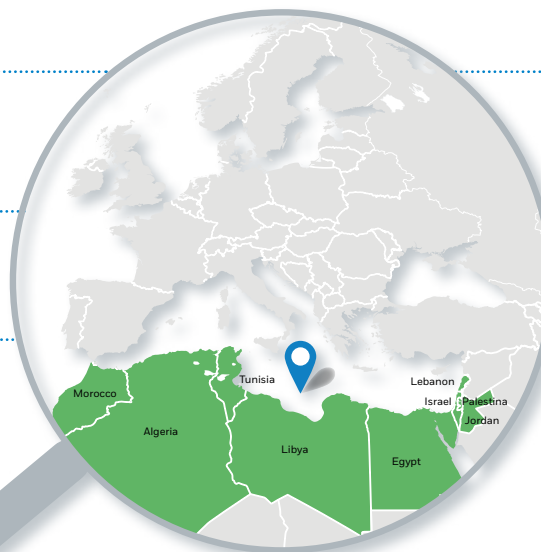 Tunisia
Lebanon
Morocco
Israel
Palestina
Jordan
Algeria
Libya
Egypt